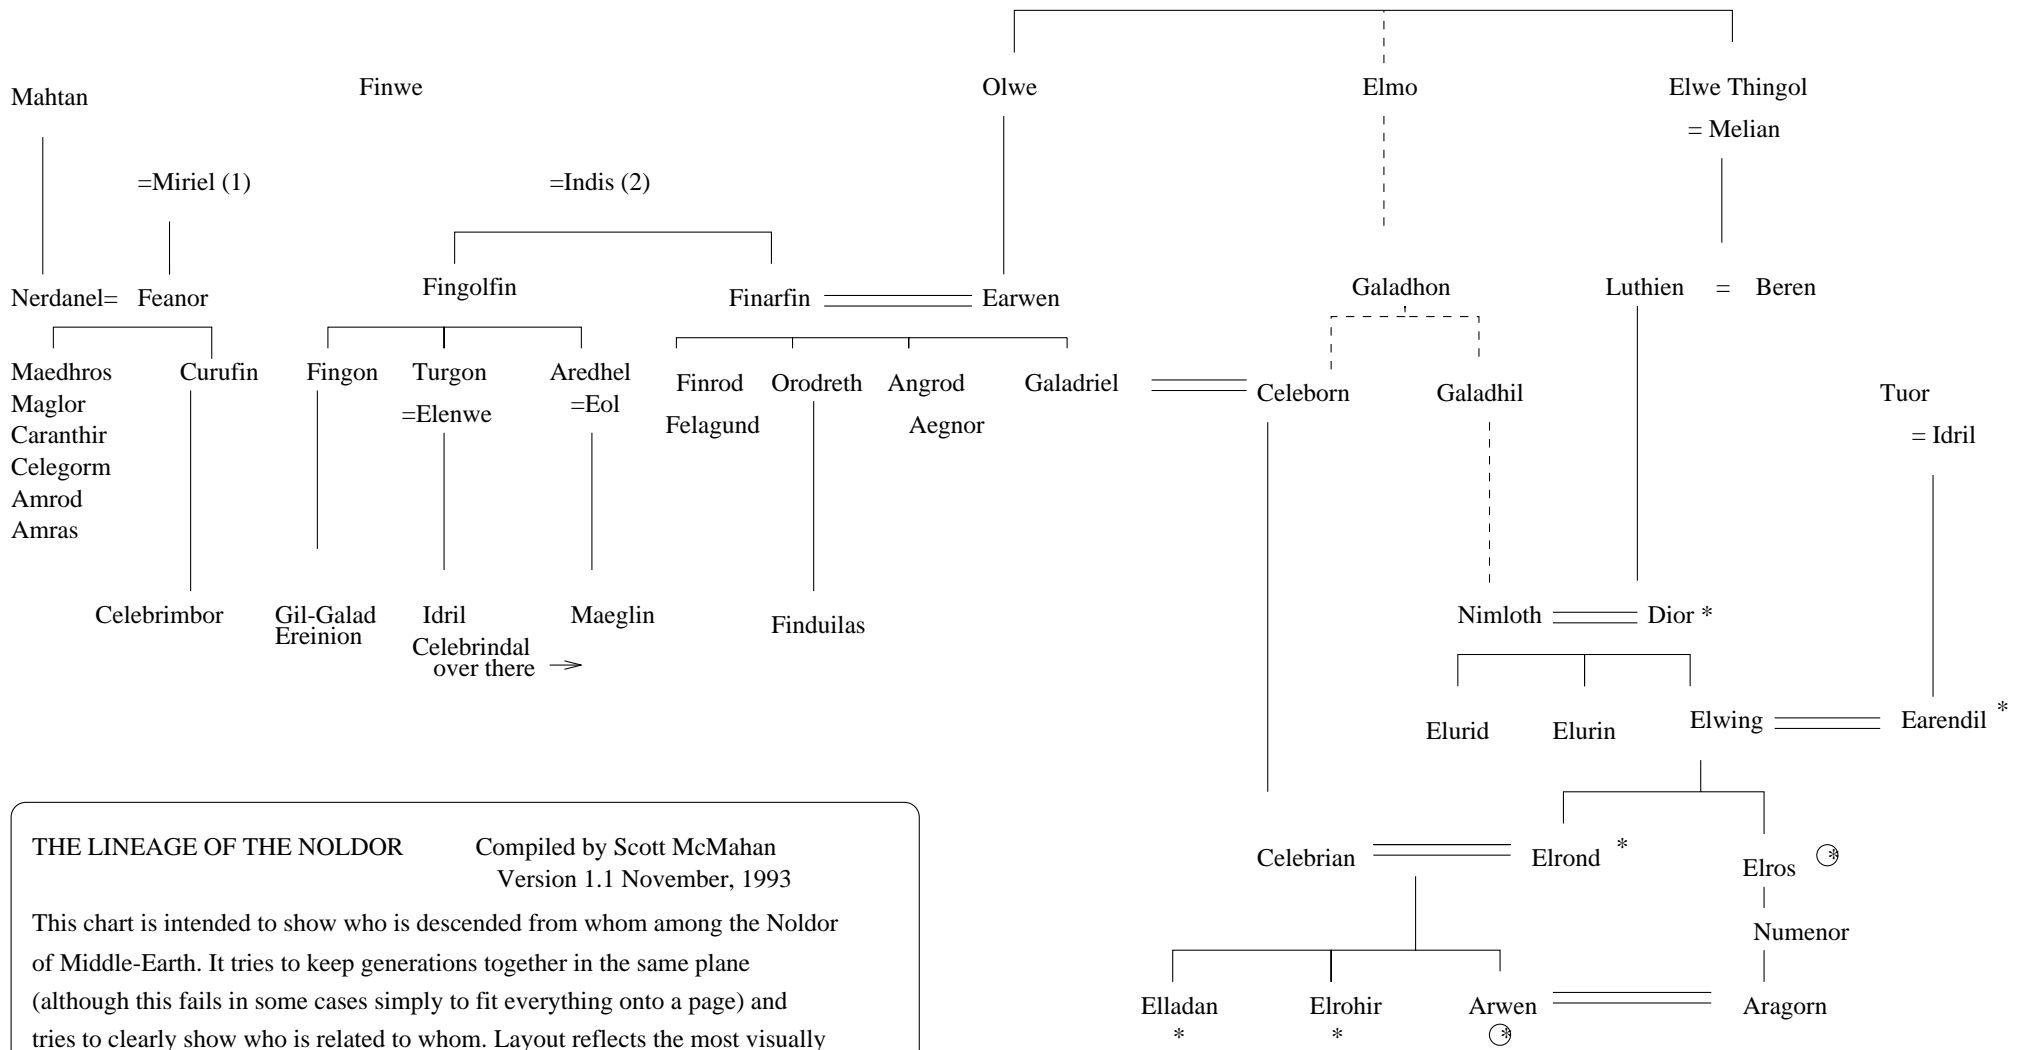 Mahtan
Finwe
Olwe
Elmo
Elwe Thingol
= Melian
=Miriel (1)
=Indis (2)
Nerdanel= Feanor
Fingolfin
Finarfin
Earwen
Galadhon
Luthien = Beren
Maedhros
Maglor
Caranthir
Celegorm
Amrod
Amras
Curufin
Fingon
Turgon
=Elenwe
Aredhel
=Eol
Finrod
Felagund
Orodreth
Angrod
Aegnor
Galadriel
Celeborn
Galadhil
Tuor
= Idril
Celebrimbor
Gil-Galad
Ereinion
Idril
Celebrindal
over there
Maeglin
Finduilas
Nimloth
Dior *
Elurid
Elurin
Elwing
Earendil *
Celebrian
Elrond *
Elros *
Numenor
Elladan
*
Elrohir
*
Arwen
*
Aragorn
THE LINEAGE OF THE NOLDOR
Compiled by Scott McMahan
Version 1.1 November, 1993
This chart is intended to show who is descended from whom among the Noldor
of Middle-Earth. It tries to keep generations together in the same plane
(although this fails in some cases simply to fit everything onto a page) and
tries to clearly show who is related to whom. Layout reflects the most visually